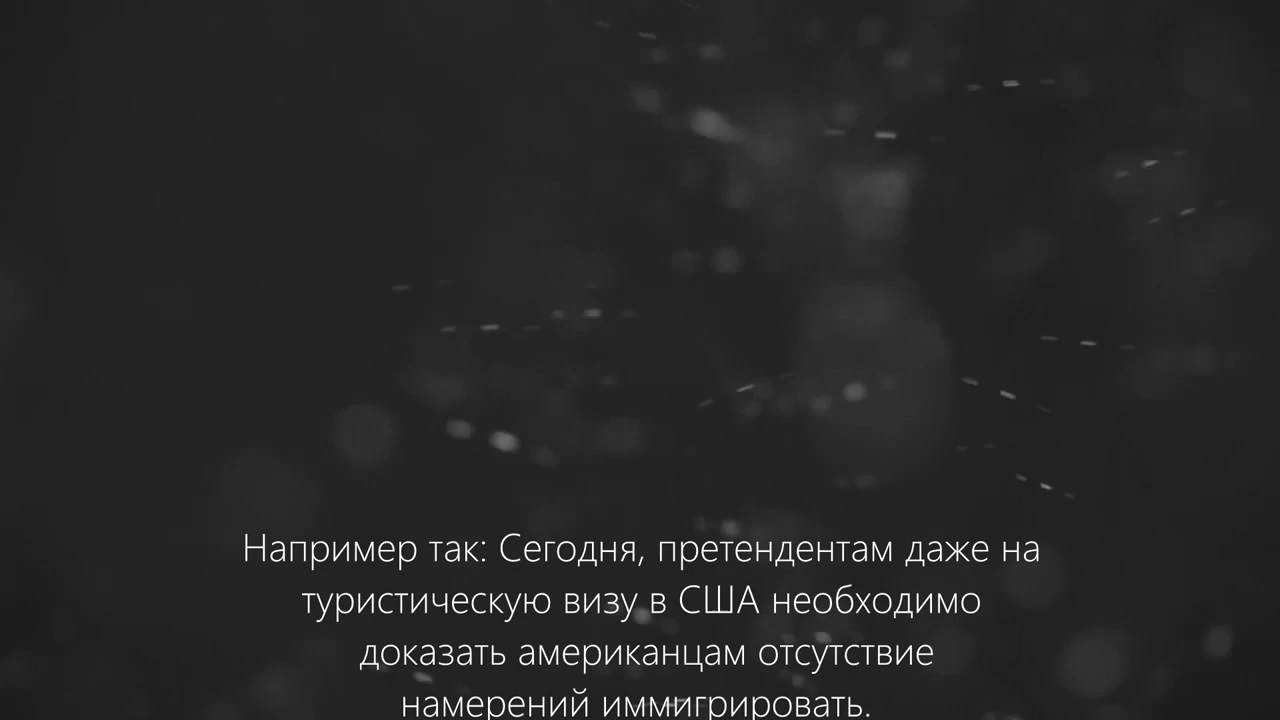 Например так: Сегодня, претендентам даже на
туристическую визу в США необходимо
доказать американцам отсутствие
намерений иммигрировать.